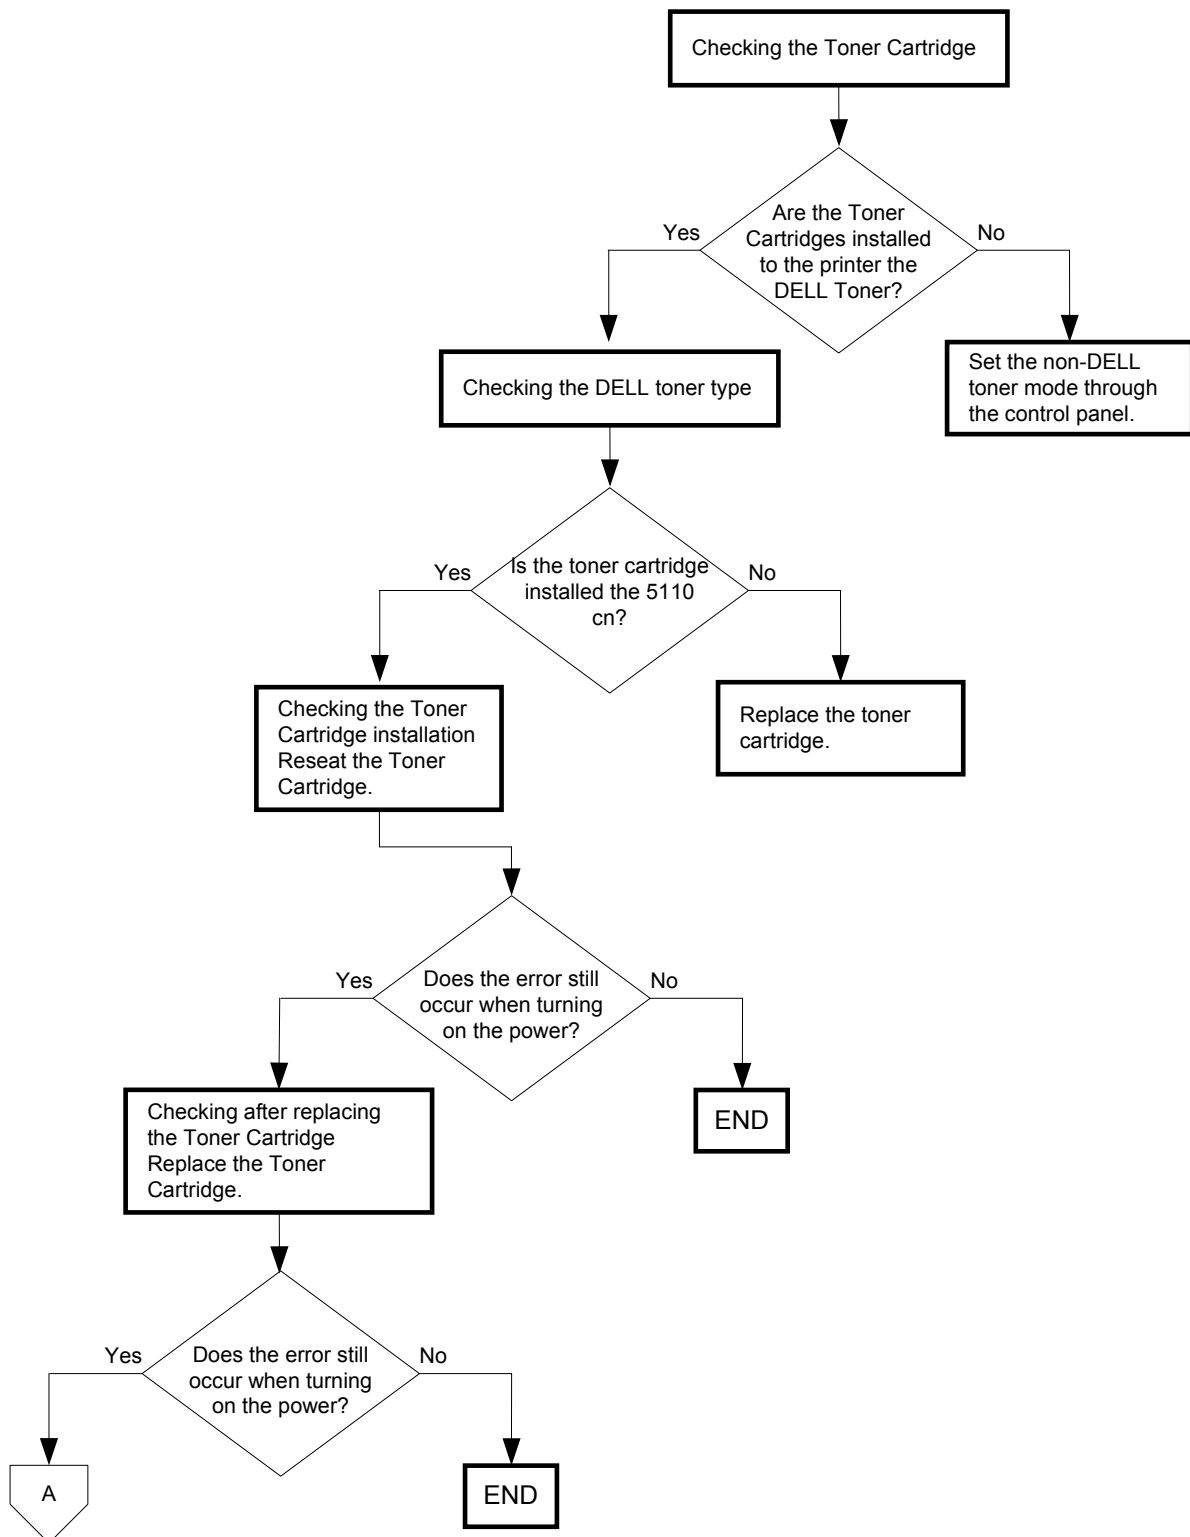 Checking the Toner Cartridge
Are the Toner
Cartridges installed
to the printer the
DELL Toner?
Yes
No
Checking the DELL toner type
Set the non-DELL
toner mode through
the control panel.
Is the toner cartridge
installed the 5110
cn?
Yes
No
Checking the Toner
Cartridge installation
Reseat the Toner
Cartridge.
Replace the toner
cartridge.
Does the error still
occur when turning
on the power?
Yes
No
Checking after replacing
the Toner Cartridge
Replace the Toner
Cartridge.
END
Does the error still
occur when turning
on the power?
Yes
No
A
END